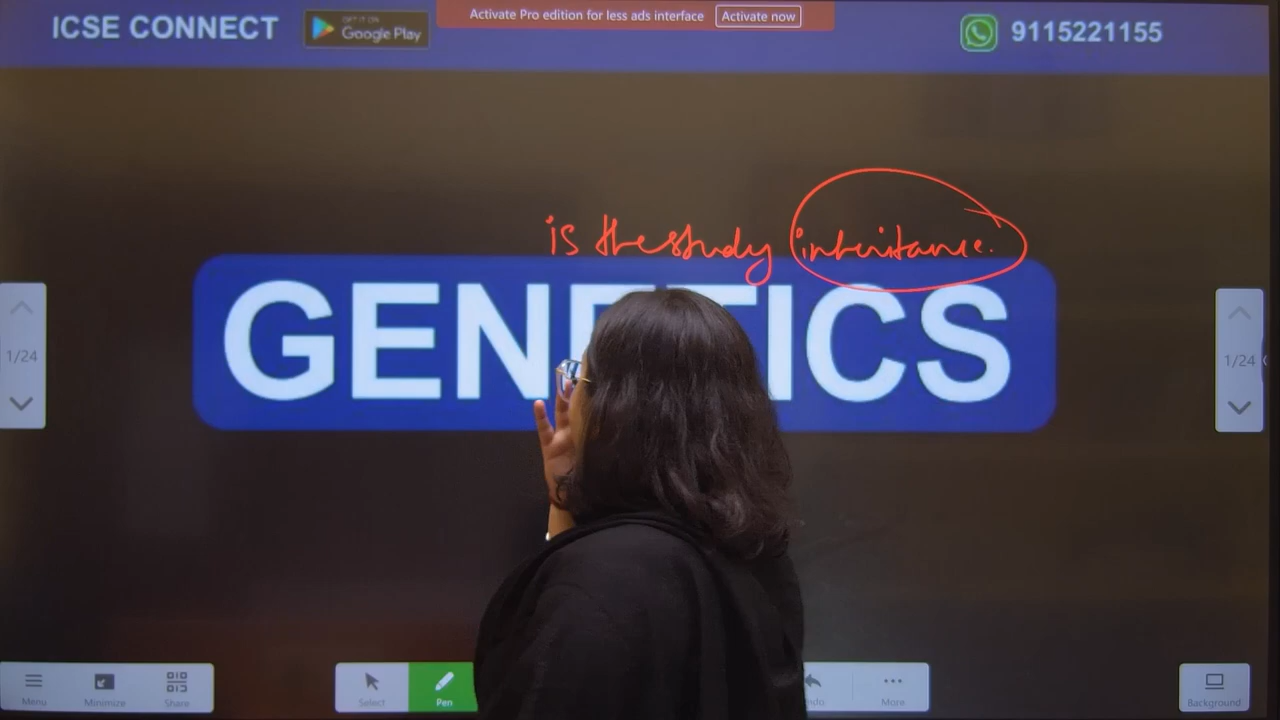 ICSE CONNECT
GET IT ON
Google Play
Activate Pro edition for less ads interface
Activate now
9115221155
is the study inheritance.
GENETICS
1/24
1/24
Menu
Minimize
Share
Select
Pen
More
Background